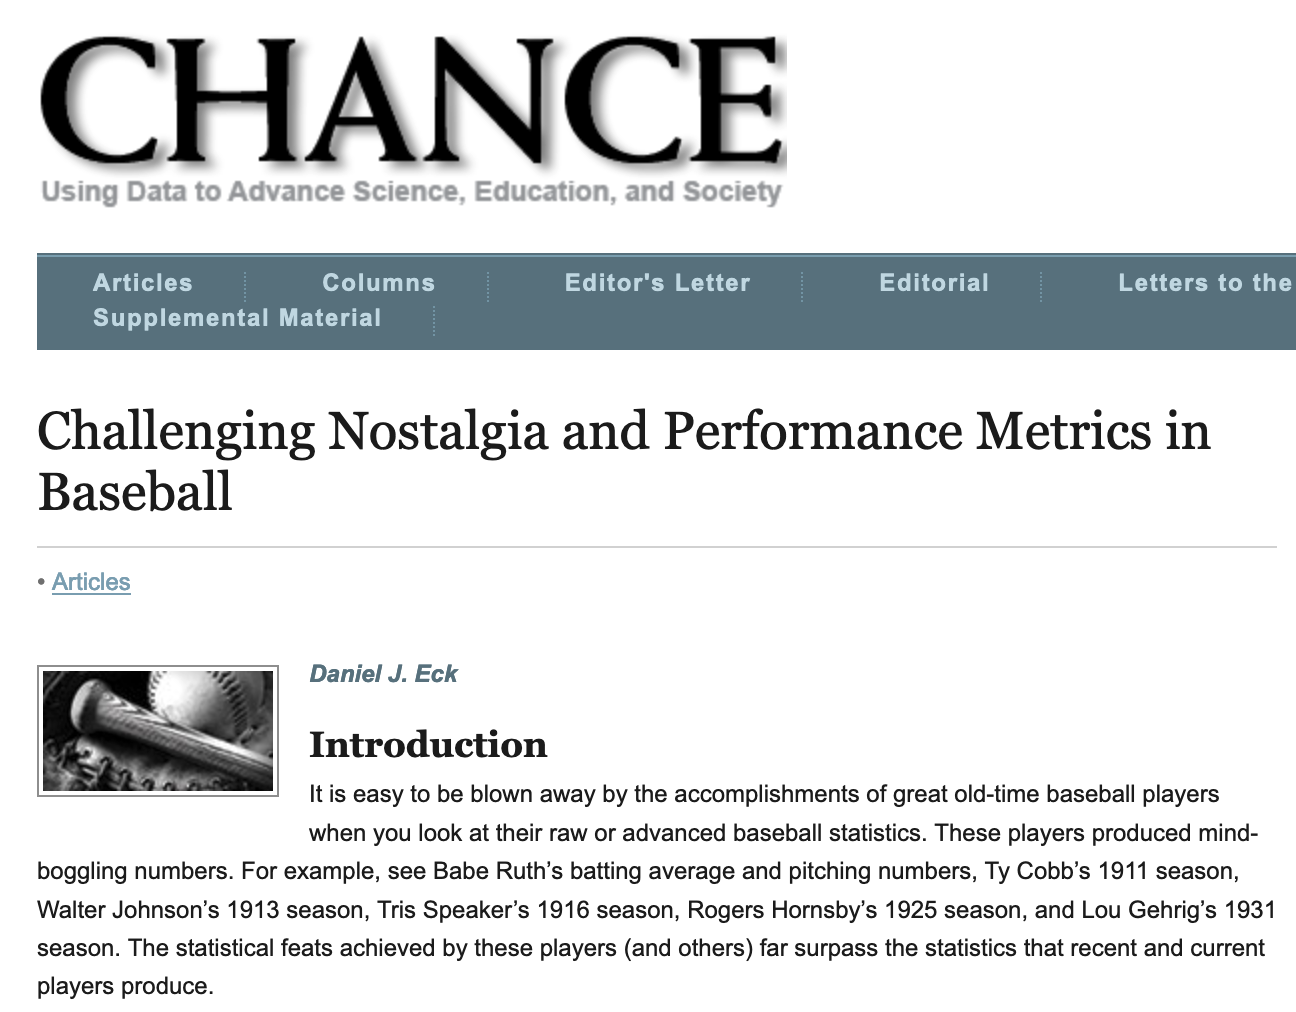 CHANCE
Using Data to Advance Science, Education, and Society
Articles
Columns
Editor's Letter
Editorial
Letters to the
Supplemental Material
Challenging Nostalgia and Performance Metrics in
Baseball
• Articles
Daniel J. Eck
Introduction
It is easy to be blown away by the accomplishments of great old-time baseball players
when you look at their raw or advanced baseball statistics. These players produced mind-
boggling numbers. For example, see Babe Ruth’s batting average and pitching numbers, Ty Cobb’s 1911 season,
Walter Johnson’s 1913 season, Tris Speaker’s 1916 season, Rogers Hornsby’s 1925 season, and Lou Gehrig’s 1931
season. The statistical feats achieved by these players (and others) far surpass the statistics that recent and current
players produce.